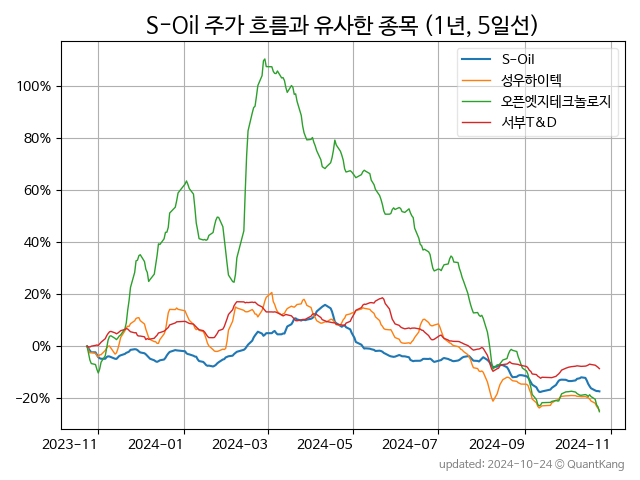 S-Oil 주가 흐름과 유사한 종목 (1년, 5일선)
S-Oil
성우하이텍
오픈엣지테크놀로지
서부T&D
100%
80%
60%
40%
20%
0%
−20%
2023-11 2024-01 2024-03 2024-05 2024-07 2024-09 2024-11
updated: 2024-10-24 © QuantKang